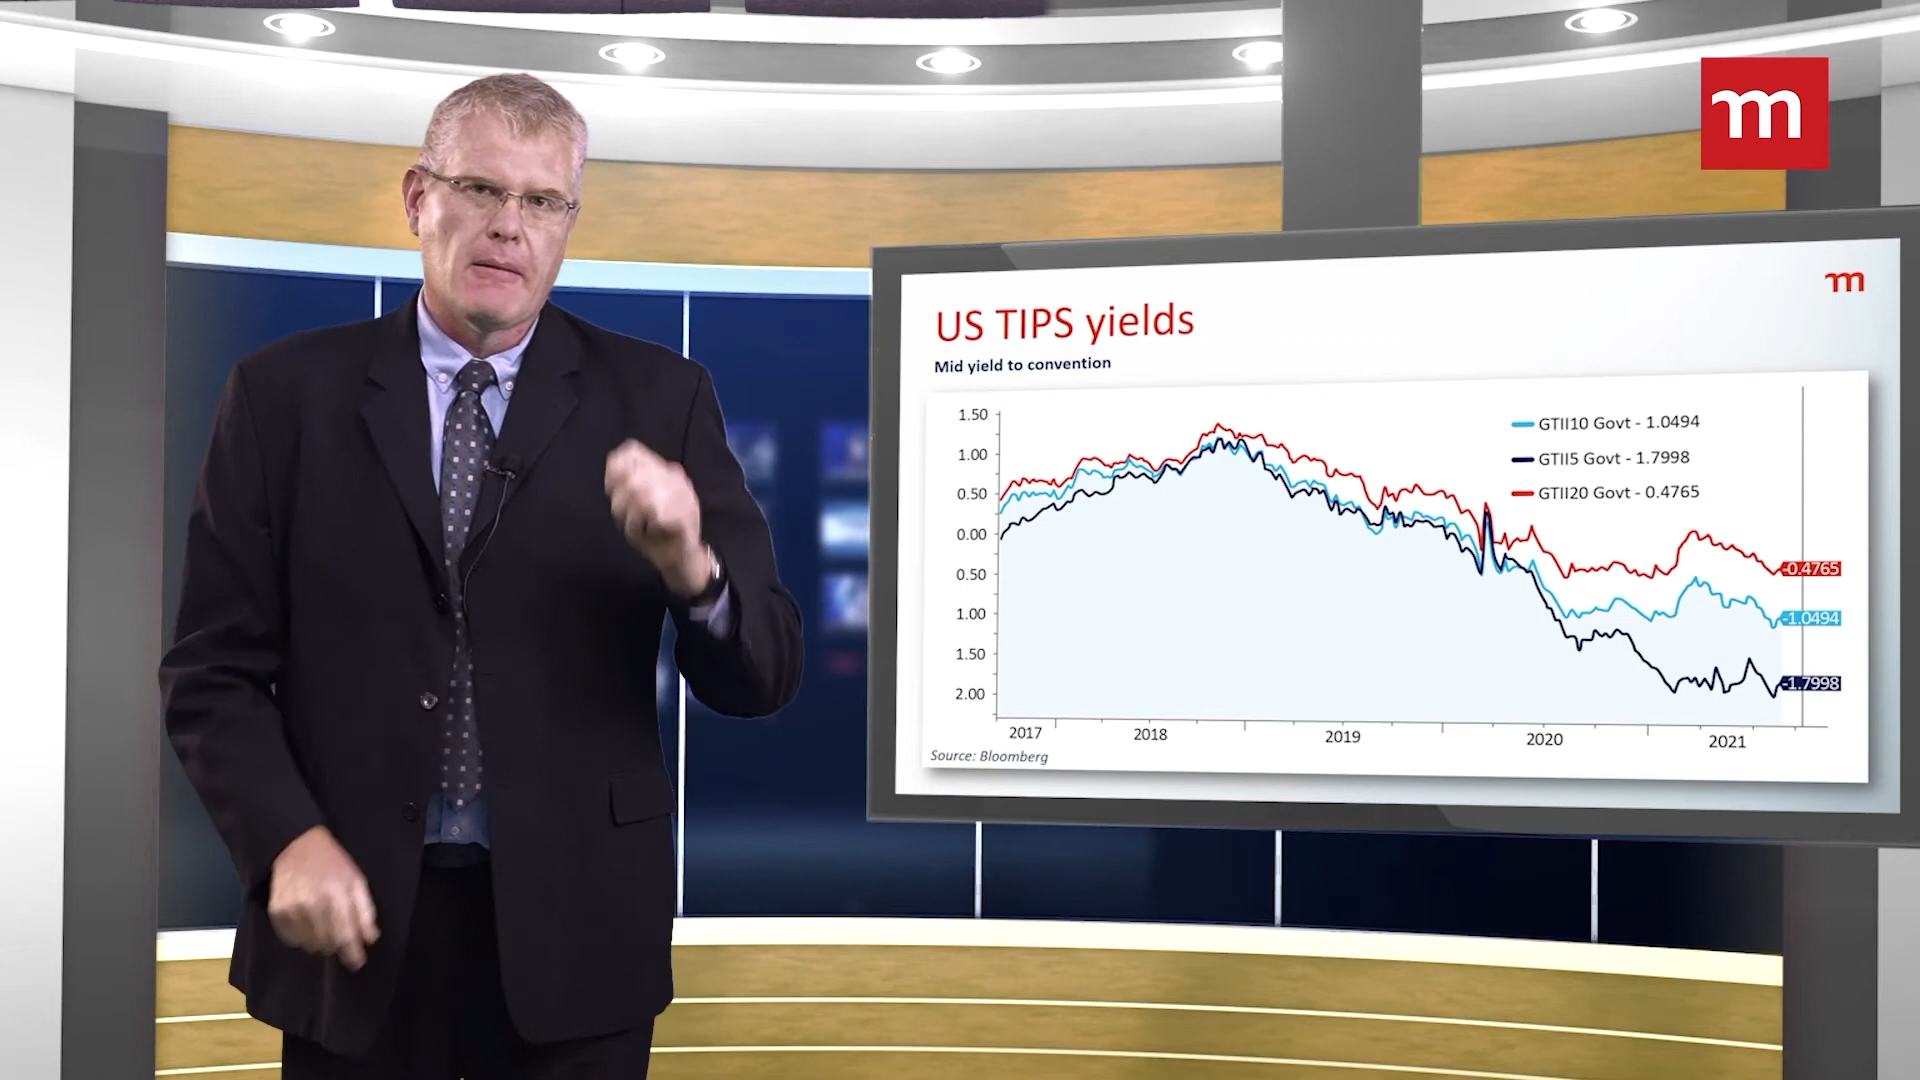 m
m
US TIPS yields
Mid yield to convention
1.50
1.00
0.50
0.00
0.50
1.00
1.50
2.00
GTII10 Govt - 1.0494
GTII5 Govt - 1.7998
GTII20 Govt - 0.4765
-0.4765
-1.0494
-1.7998
2017 2018 2019 2020 2021
Source: Bloomberg